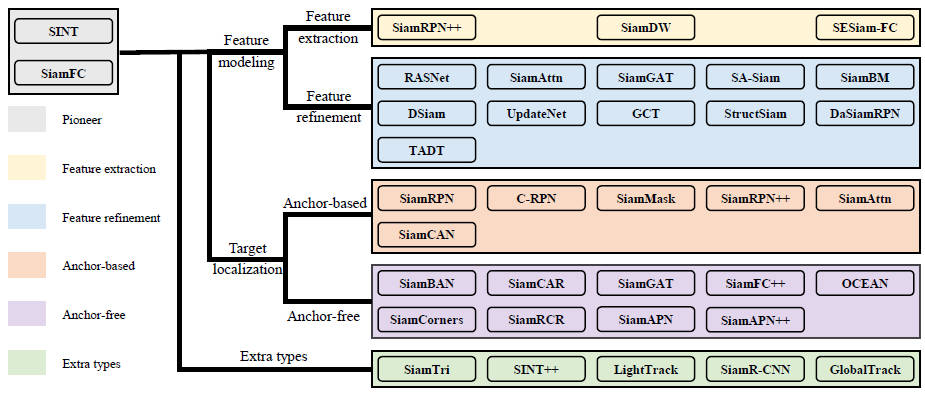 SINT
SiamFC
Pioneer
Feature extraction
Feature refinement
Anchor-based
Anchor-free
Extra types
Feature
modeling
Feature
extraction
Feature
refinement
Target
localization
Anchor-based
Anchor-free
Extra types
SiamRPN++ SiamDW SESiam-FC
RASNet SiamAttn SiamGAT SA-Siam SiamBM
DSiam UpdateNet GCT StructSiam DaSiamRPN
TADT
SiamRPN C-RPN SiamMask SiamRPN++ SiamAttn
SiamCAN
SiamBAN SiamCAR SiamGAT SiamFC++ OCEAN
SiamCorners SiamRCR SiamAPN SiamAPN++
SiamTri SINT++ LightTrack SiamR-CNN GlobalTrack